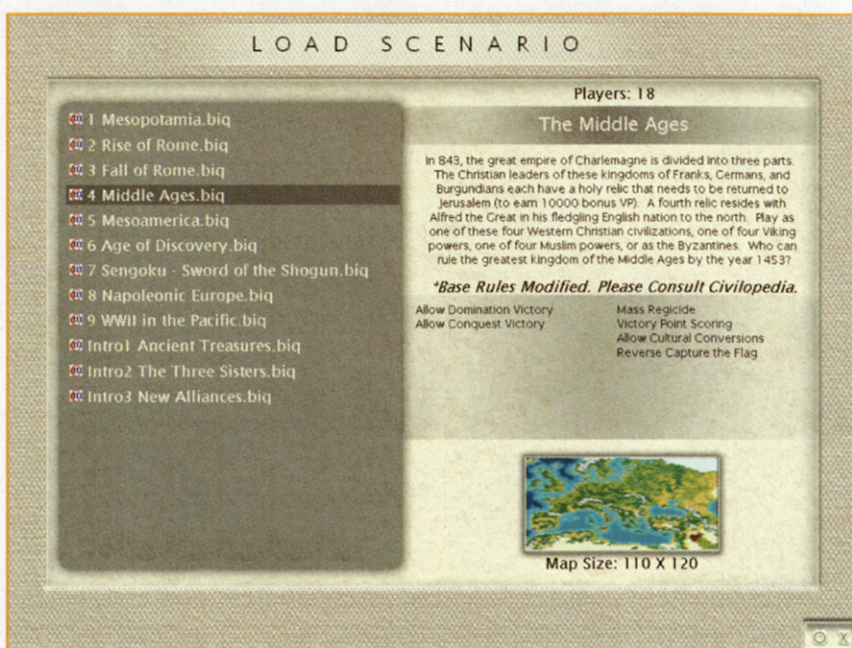 LOAD SCENARIO
1 Mesopotamia.biq
2 Rise of Rome.biq
3 Fall of Rome.biq
4 Middle Ages.biq
5 Mesoamerica.biq
6 Age of Discovery.biq
7 Sengoku - Sword of the Shogun.biq
8 Napoleonic Europe.biq
9 WWII in the Pacific.biq
Intro1 Ancient Treasures.biq
Intro2 The Three Sisters.biq
Intro3 New Alliances.biq
Players: 18
The Middle Ages
In 843, the great empire of Charlemagne is divided into three parts.
The Christian leaders of these kingdoms of Franks, Germans, and
Burgundians each have a holy relic that needs to be returned to
Jerusalem (to earn 10000 bonus VP). A fourth relic resides with
Alfred the Great in his fledgling English nation to the north. Play as
one of these four Western Christian civilizations, one of four Viking
powers, one of four Muslim powers, or as the Byzantines. Who can
rule the greatest kingdom of the Middle Ages by the year 1453?
*Base Rules Modified. Please Consult Civilopedia.
Allow Domination Victory
Allow Conquest Victory
Mass Regicide
Victory Point Scoring
Allow Cultural Conversions
Reverse Capture the Flag
Map Size: 110 X 120